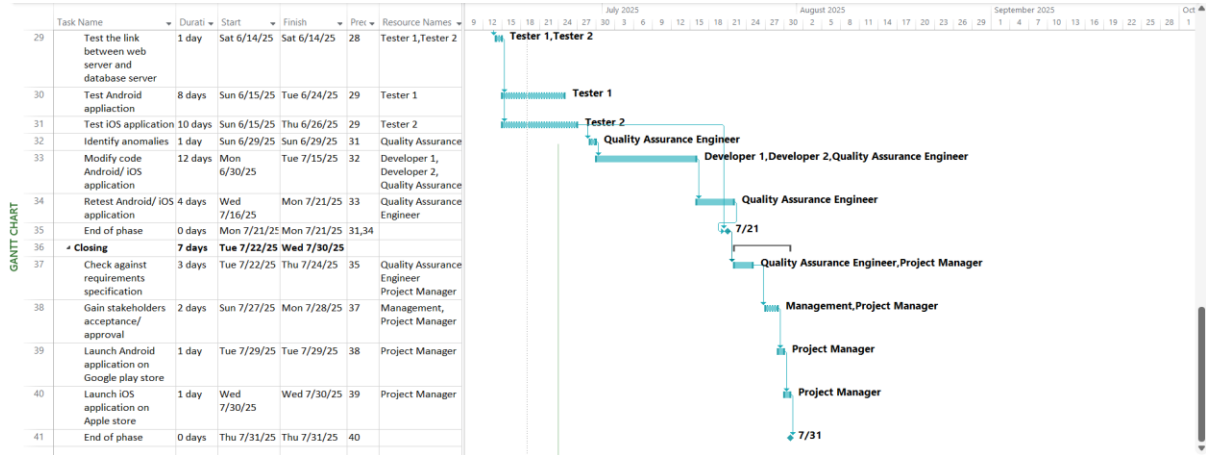 July 2025 August 2025 September 2025 Oct
Task Name Durati Start Finish Pred Resource Names 9 12 15 18 21 24 27 30 3 6 9 12 15 18 21 24 27 30 2 5 8 11 14 17 20 23 26 29 1 4 7 10 13 16 19 22 25 28 1
29 Test the link 1 day Sat 6/14/25 Sat 6/14/25 28 Tester 1,Tester 2 Tester 1,Tester 2
between web
server and
database server
30 Test Android 8 days Sun 6/15/25 Tue 6/24/25 29 Tester 1 Tester 1
appliaction
31 Test iOS application 10 days Sun 6/15/25 Thu 6/26/25 29 Tester 2 Tester 2
32 Identify anomalies 1 day Sun 6/29/25 Sun 6/29/25 31 Quality Assurance Quality Assurance Engineer
33 Modify code 12 days Mon Tue 7/15/25 32 Developer 1, Developer 1,Developer 2,Quality Assurance Engineer
Android/ iOS 6/30/25 Developer 2,
application Quality Assurance
34 Retest Android/ iOS 4 days Wed Mon 7/21/25 33 Quality Assurance Quality Assurance Engineer
application 7/16/25 Engineer
35 End of phase 0 days Mon 7/21/25 Mon 7/21/25 31,34 7/21
36 Closing 7 days Tue 7/22/25 Wed 7/30/25
37 Check against 3 days Tue 7/22/25 Thu 7/24/25 35 Quality Assurance Quality Assurance Engineer,Project Manager
requirements Engineer
specification Project Manager
38 Gain stakeholders 2 days Sun 7/27/25 Mon 7/28/25 37 Management, Management,Project Manager
acceptance/ Project Manager
approval
39 Launch Android 1 day Tue 7/29/25 Tue 7/29/25 38 Project Manager Project Manager
application on
Google play store
40 Launch iOS 1 day Wed Wed 7/30/25 39 Project Manager Project Manager
application on 7/30/25
Apple store
41 End of phase 0 days Thu 7/31/25 Thu 7/31/25 40 7/31
GANTT CHART